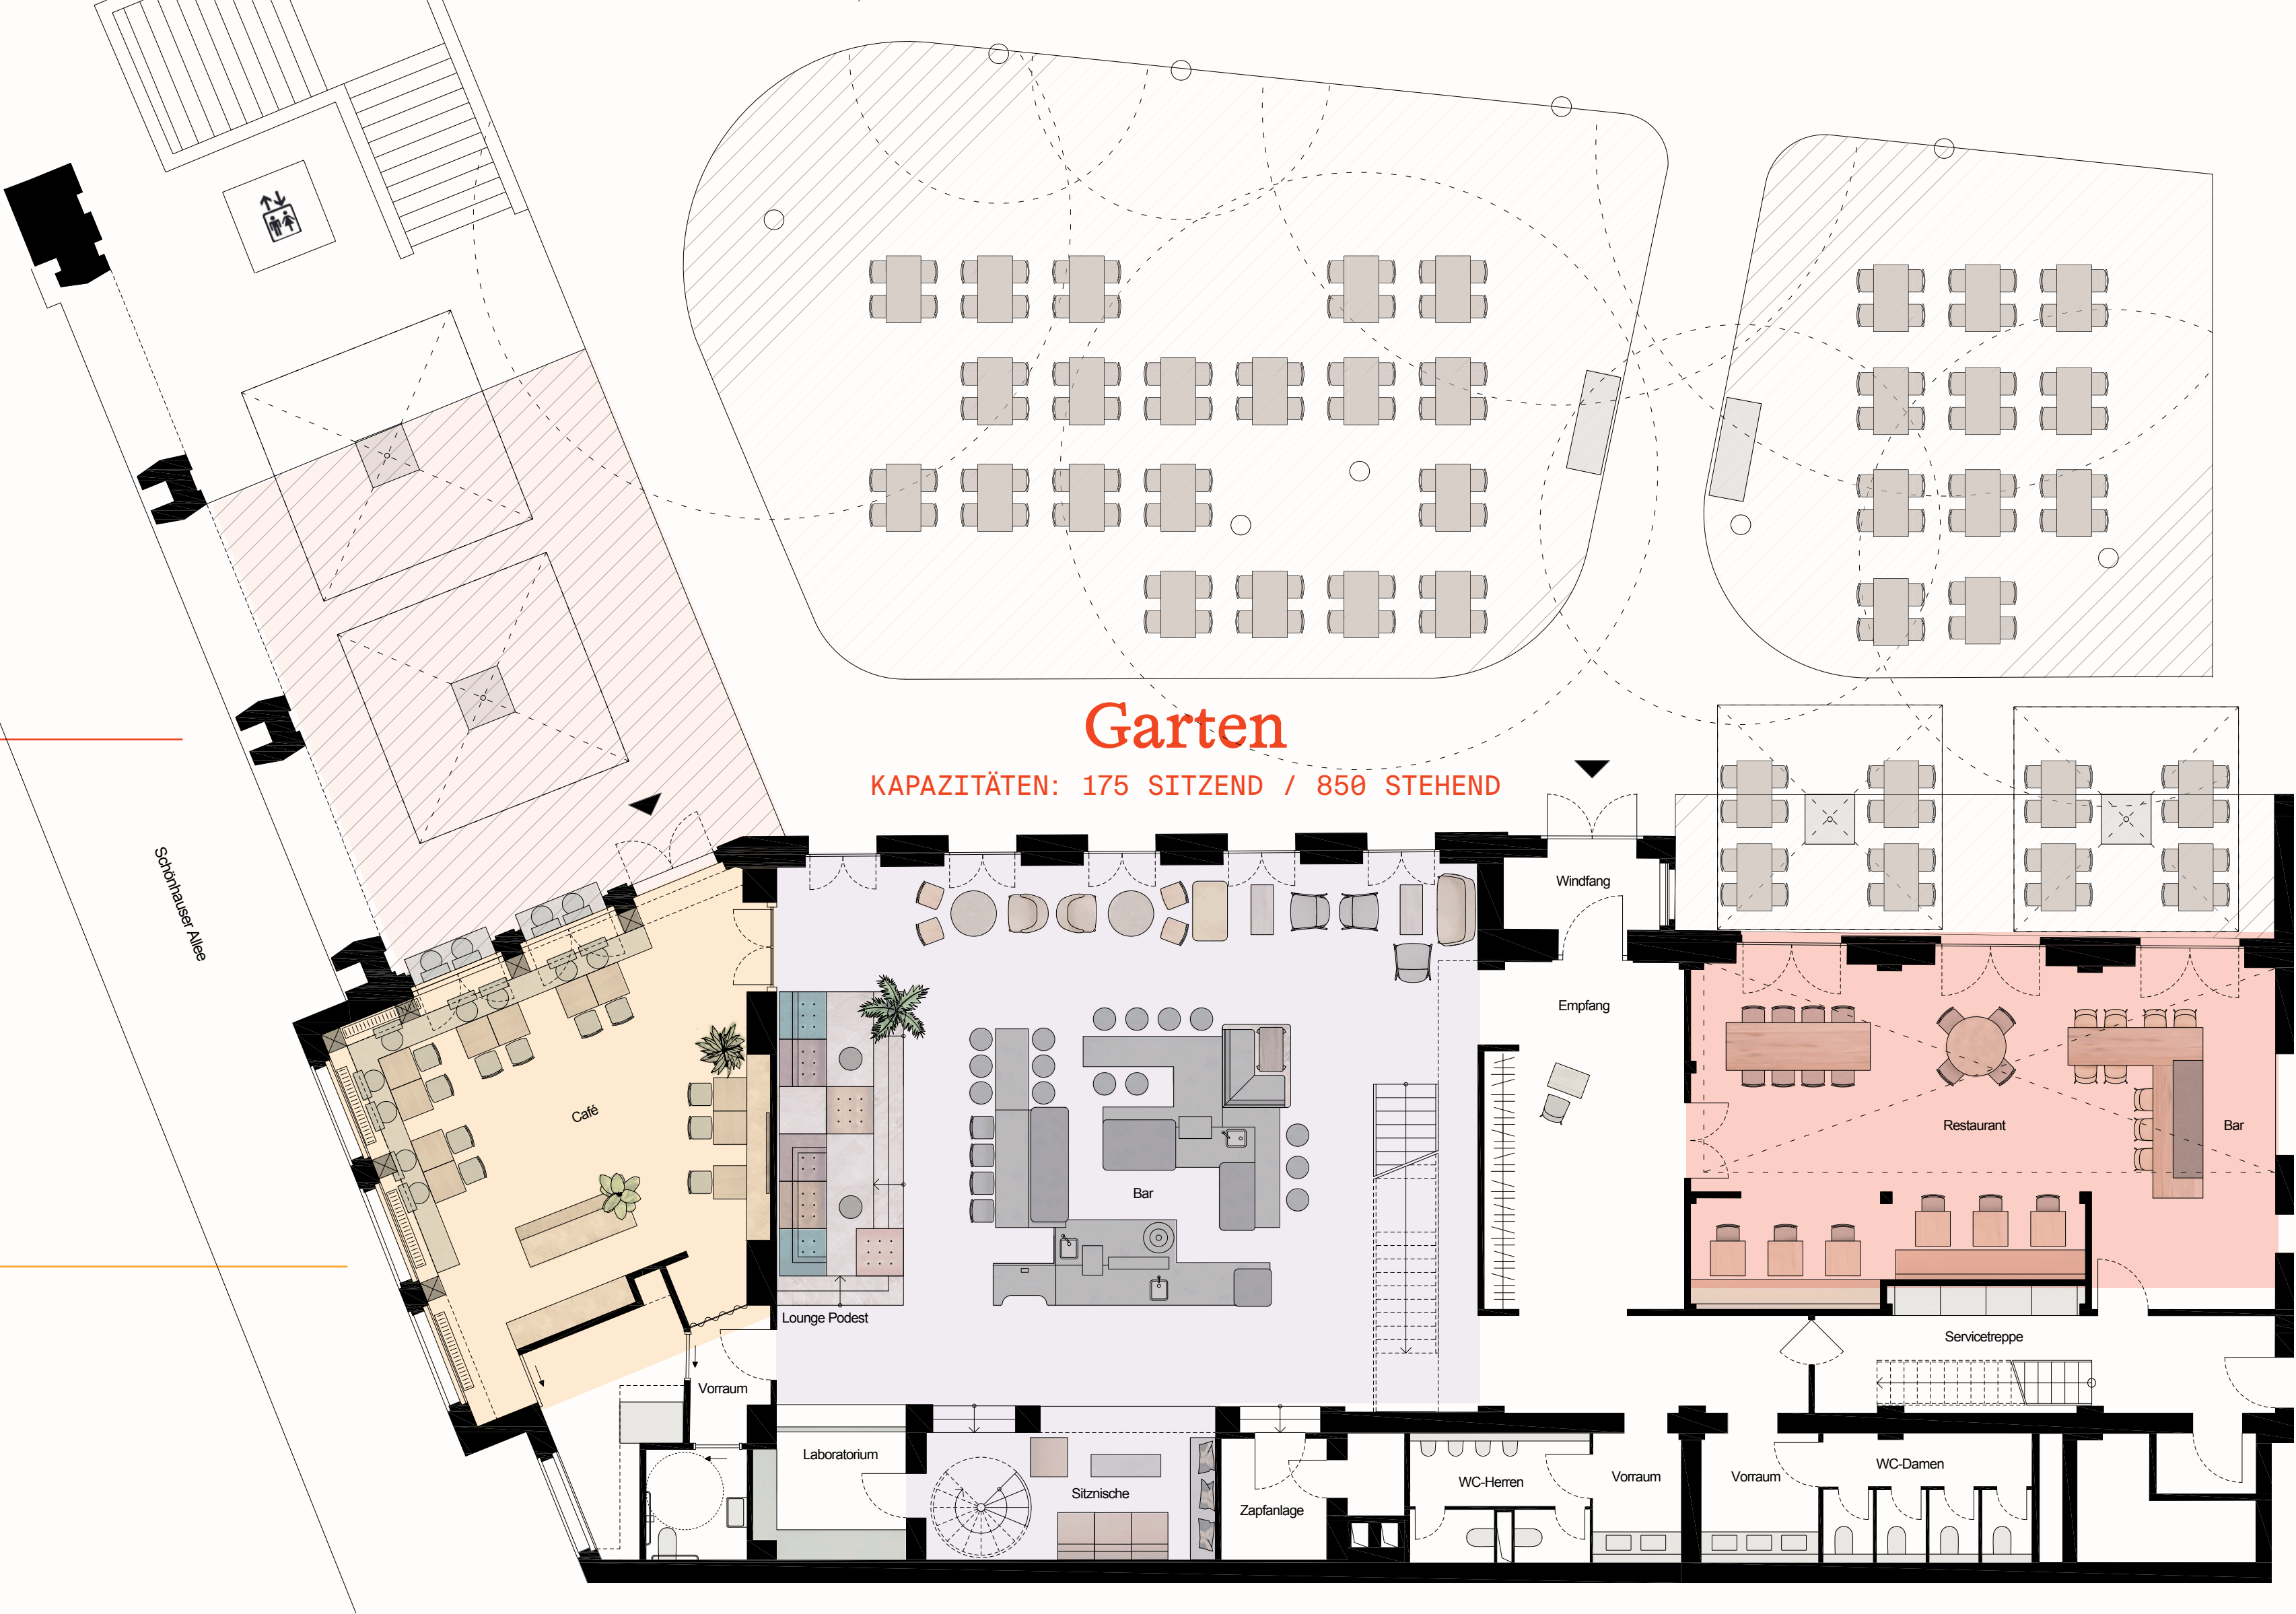 Garten
KAPAZITÄTEN: 175 SITZEND / 850 STEHEND
Schönhauser Allee
Windfang
Empfang
Café
Restaurant
Bar
Bar
Lounge Podest
Servicetreppe
Vorraum
Laboratorium
Sitznische
Zapfanlage
WC-Herren
Vorraum
Vorraum
WC-Damen